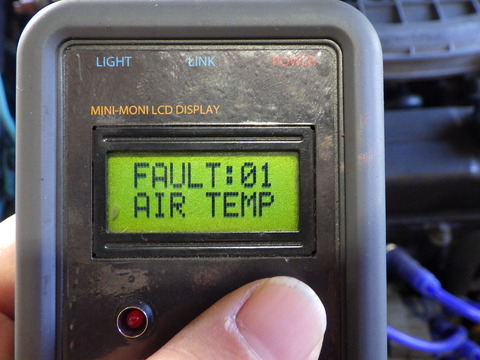 LIGHT LINK POWER
MINI-MONI LCD DISPLAY
FAULT:01
AIR TEMP